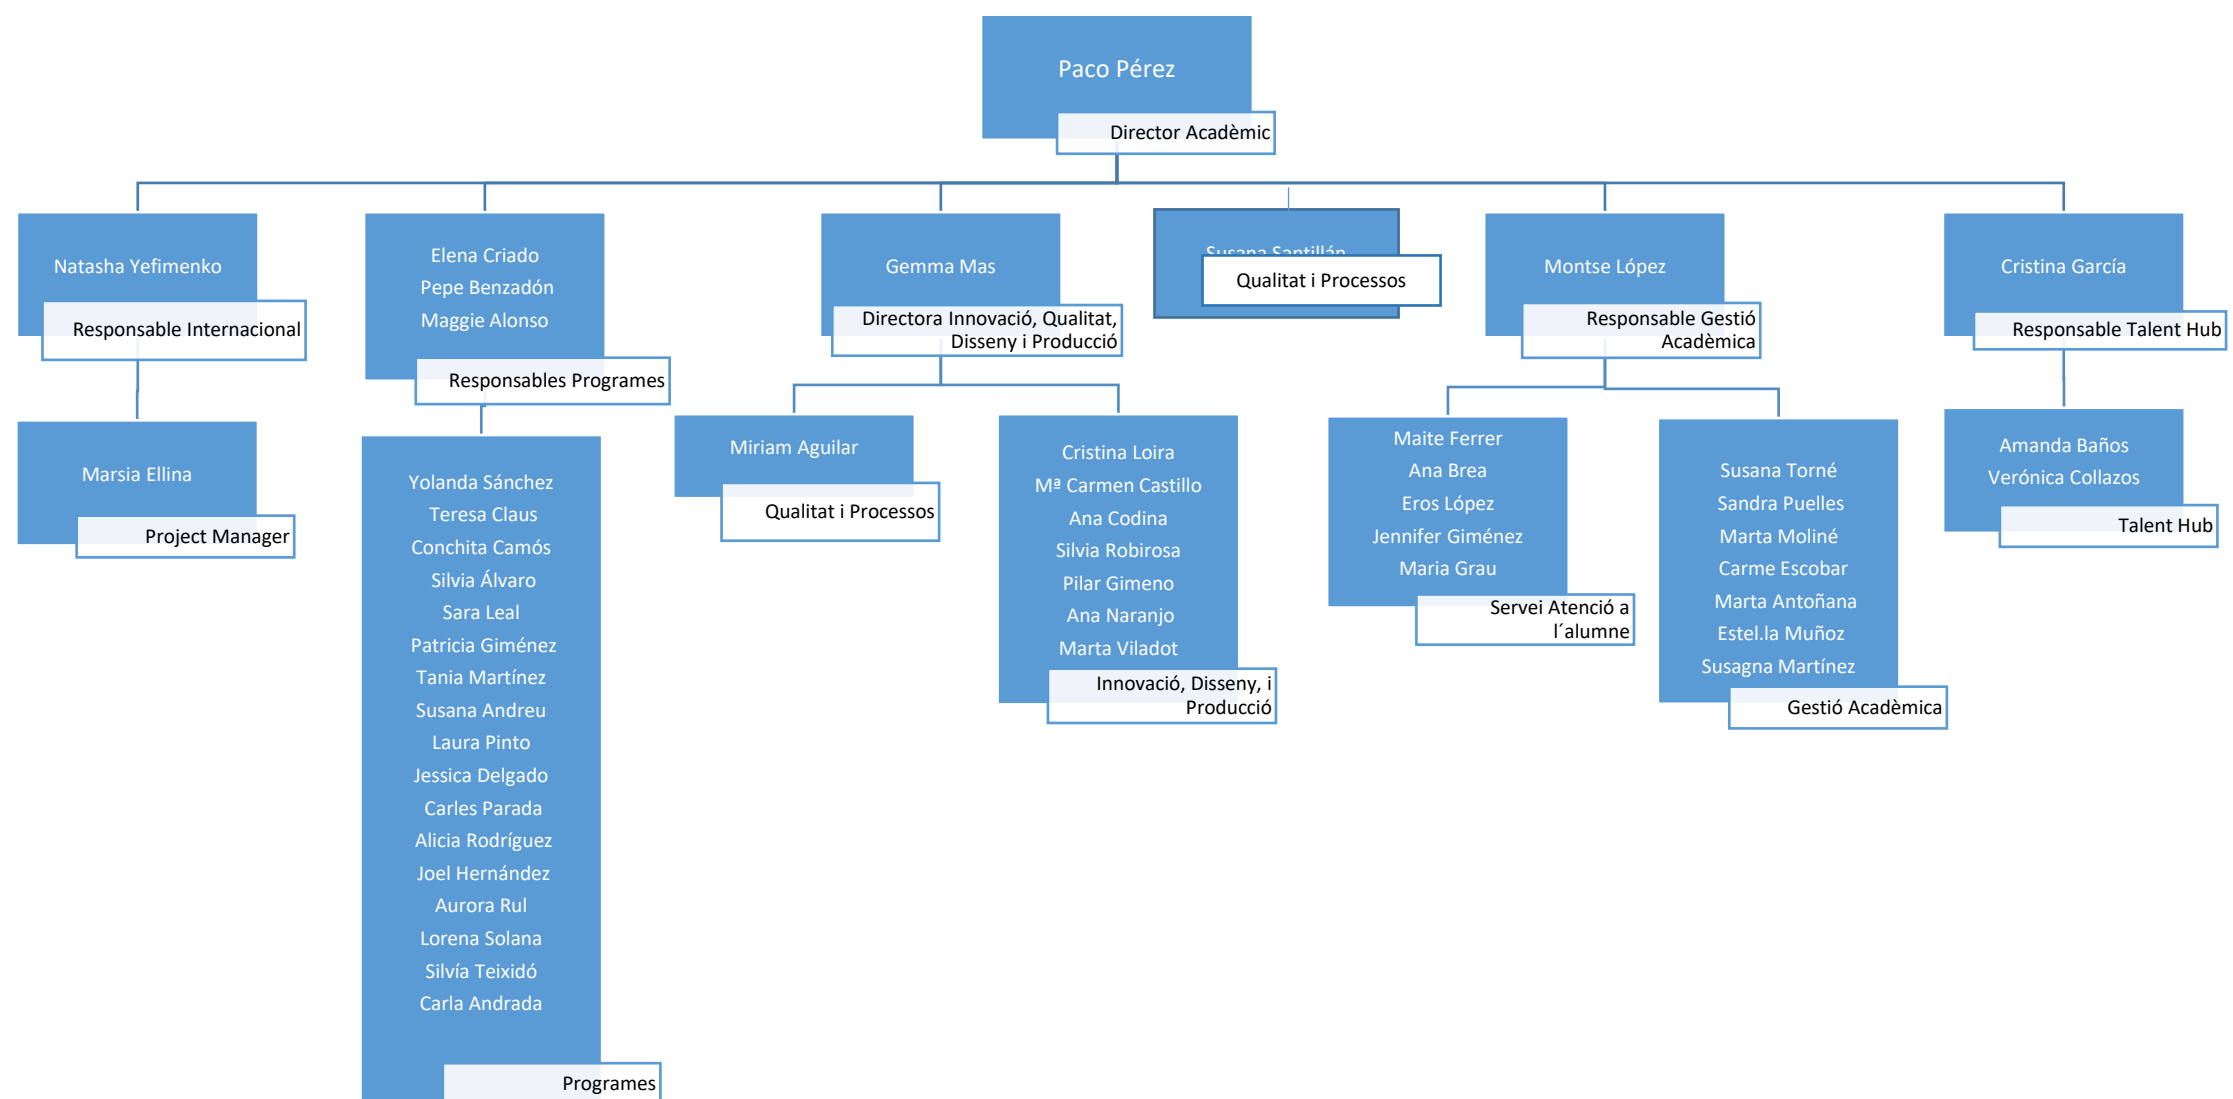 Paco Pérez
Director Acadèmic
Natasha Yefimenko
Responsable Internacional
Marsia Ellina
Project Manager
Elena Criado
Pepe Benzadón
Maggie Alonso
Responsables Programes
Yolanda Sánchez
Teresa Claus
Conchita Camós
Silvia Álvaro
Sara Leal
Patricia Giménez
Tania Martínez
Susana Andreu
Laura Pinto
Jessica Delgado
Carles Parada
Alicia Rodríguez
Joel Hernández
Aurora Rul
Lorena Solana
Silvía Teixidó
Carla Andrada
Programes
Gemma Mas
Directora Innovació, Qualitat,
Disseny i Producció
Miriam Aguilar
Qualitat i Processos
Cristina Loira
Mª Carmen Castillo
Ana Codina
Silvia Robirosa
Pilar Gimeno
Ana Naranjo
Marta Viladot
Innovació, Disseny, i
Producció
Susana Santillán
Qualitat i Processos
Montse López
Responsable Gestió
Acadèmica
Maite Ferrer
Ana Brea
Eros López
Jennifer Giménez
Maria Grau
Servei Atenció a
l´alumne
Susana Torné
Sandra Puelles
Marta Moliné
Carme Escobar
Marta Antoñana
Estel.la Muñoz
Susagna Martínez
Gestió Acadèmica
Cristina García
Responsable Talent Hub
Amanda Baños
Verónica Collazos
Talent Hub